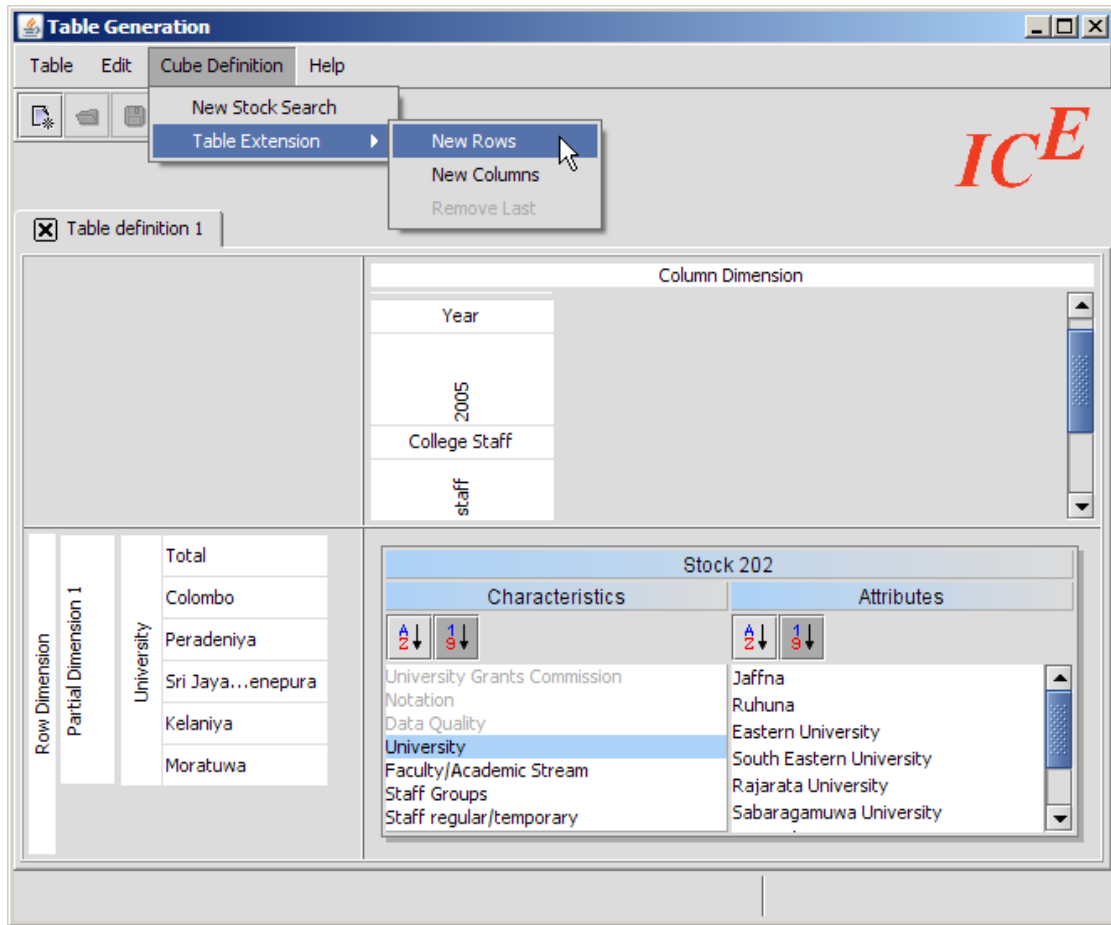 Table Generation
Table Edit Cube Definition Help
New Stock Search
Table Extension
New Rows
New Columns
Remove Last
ICE
Table definition 1
Column Dimension
Year
2005
College Staff
staff
Row Dimension
Partial Dimension 1
University
Total
Colombo
Peradeniya
Sri Jaya...enepura
Kelaniya
Moratuwa
Stock 202
Characteristics
Attributes
University Grants Commission
Notation
Data Quality
University
Faculty/Academic Stream
Staff Groups
Staff regular/temporary
Jaffna
Ruhuna
Eastern University
South Eastern University
Rajarata University
Sabaragamuwa University